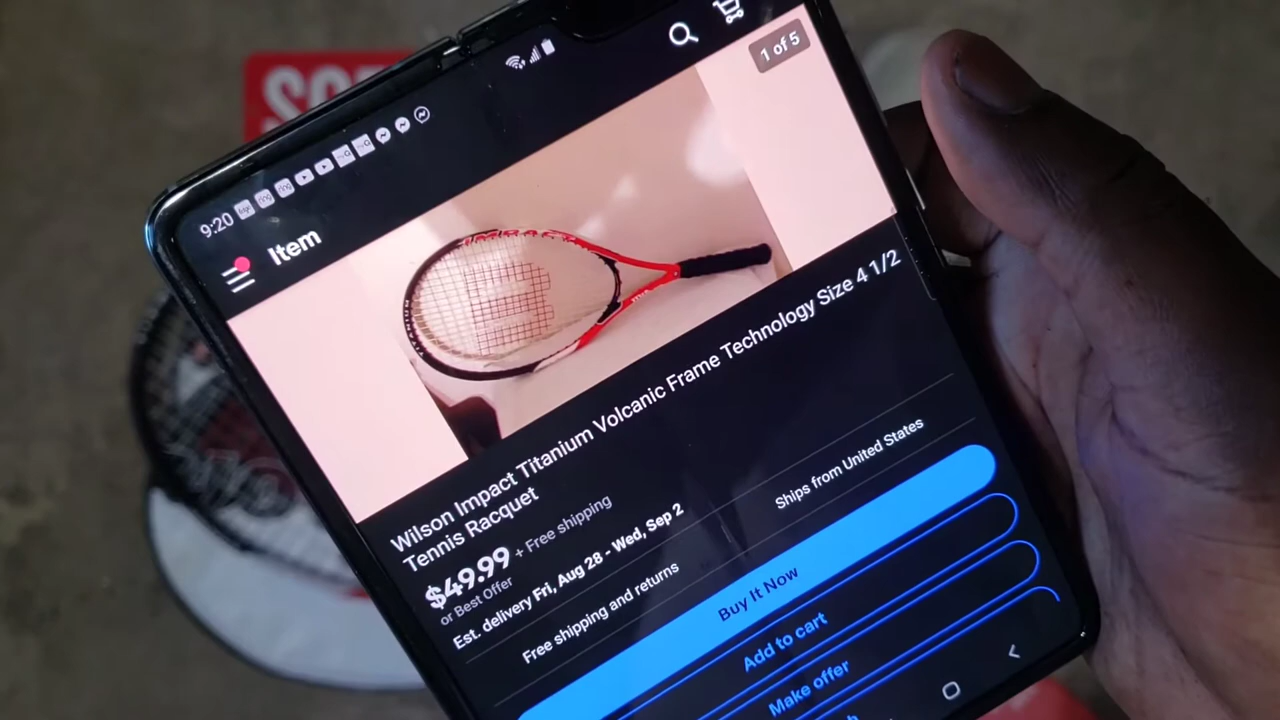 9:20
Item
1 of 5
TITANIUM
Wilson Impact Titanium Volcanic Frame Technology Size 4 1/2
Tennis Racquet
$49.99 + Free shipping
or Best Offer
Est. delivery Fri, Aug 28 - Wed, Sep 2
Ships from United States
Free shipping and returns
Buy It Now
Add to cart
Make offer